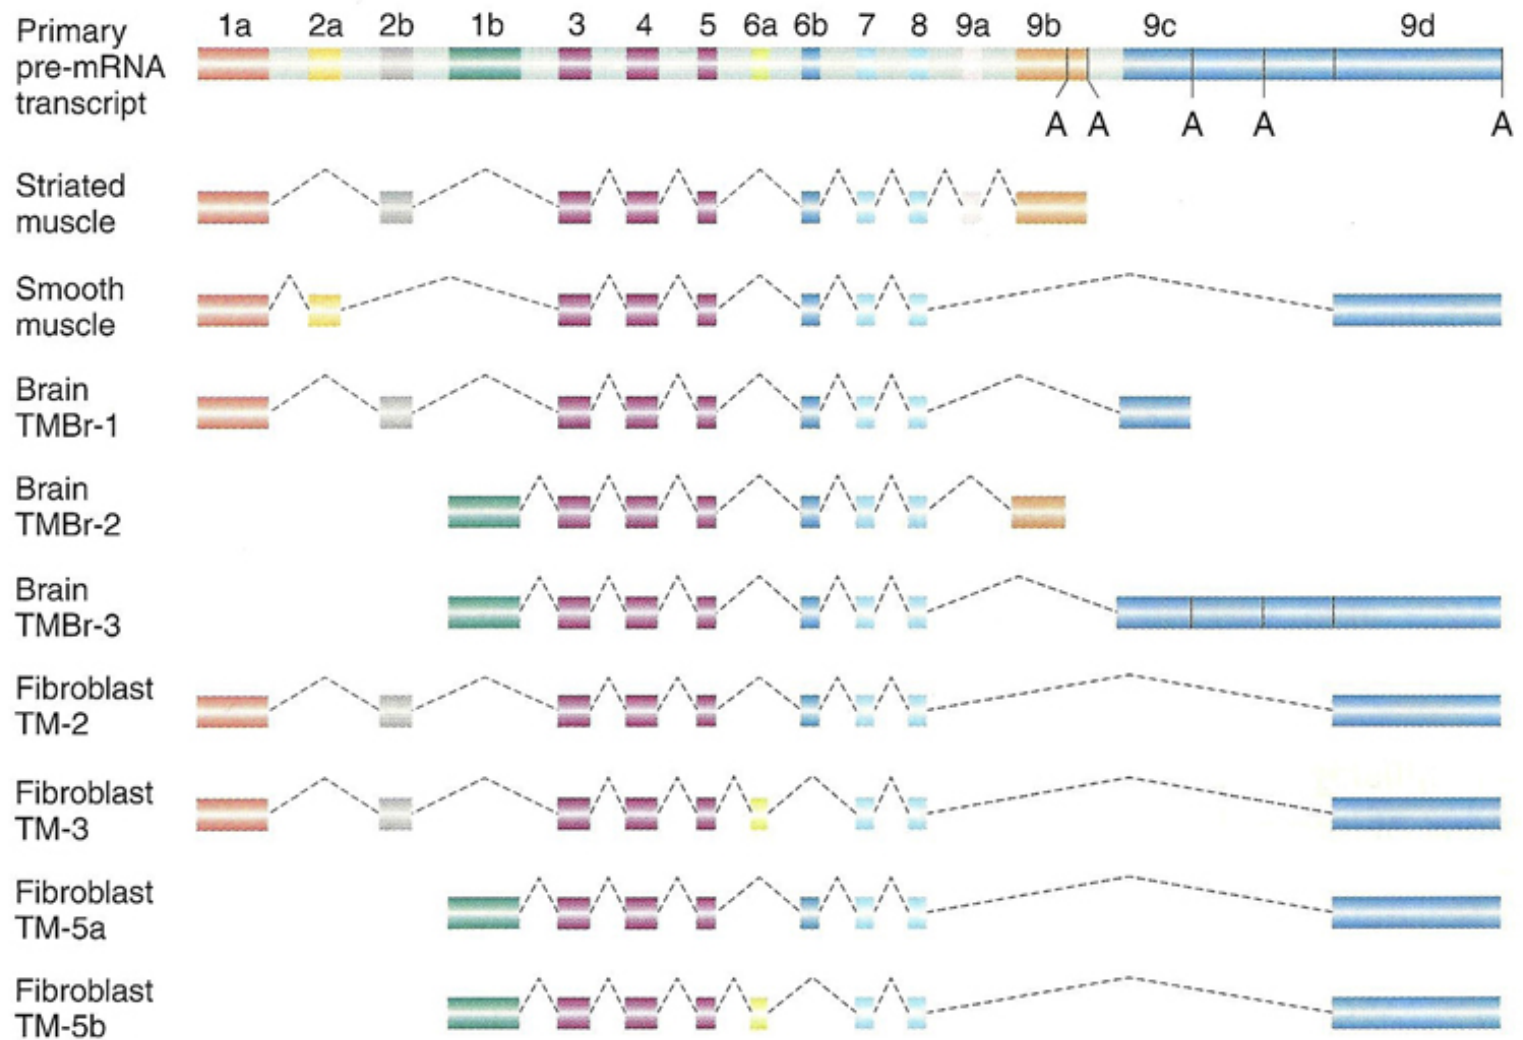 Primary
pre-mRNA
transcript
1a 2a 2b 1b 3 4 5 6a 6b 7 8 9a 9b 9c 9d
A A A A A
Striated
muscle
Smooth
muscle
Brain
TMBr-1
Brain
TMBr-2
Brain
TMBr-3
Fibroblast
TM-2
Fibroblast
TM-3
Fibroblast
TM-5a
Fibroblast
TM-5b